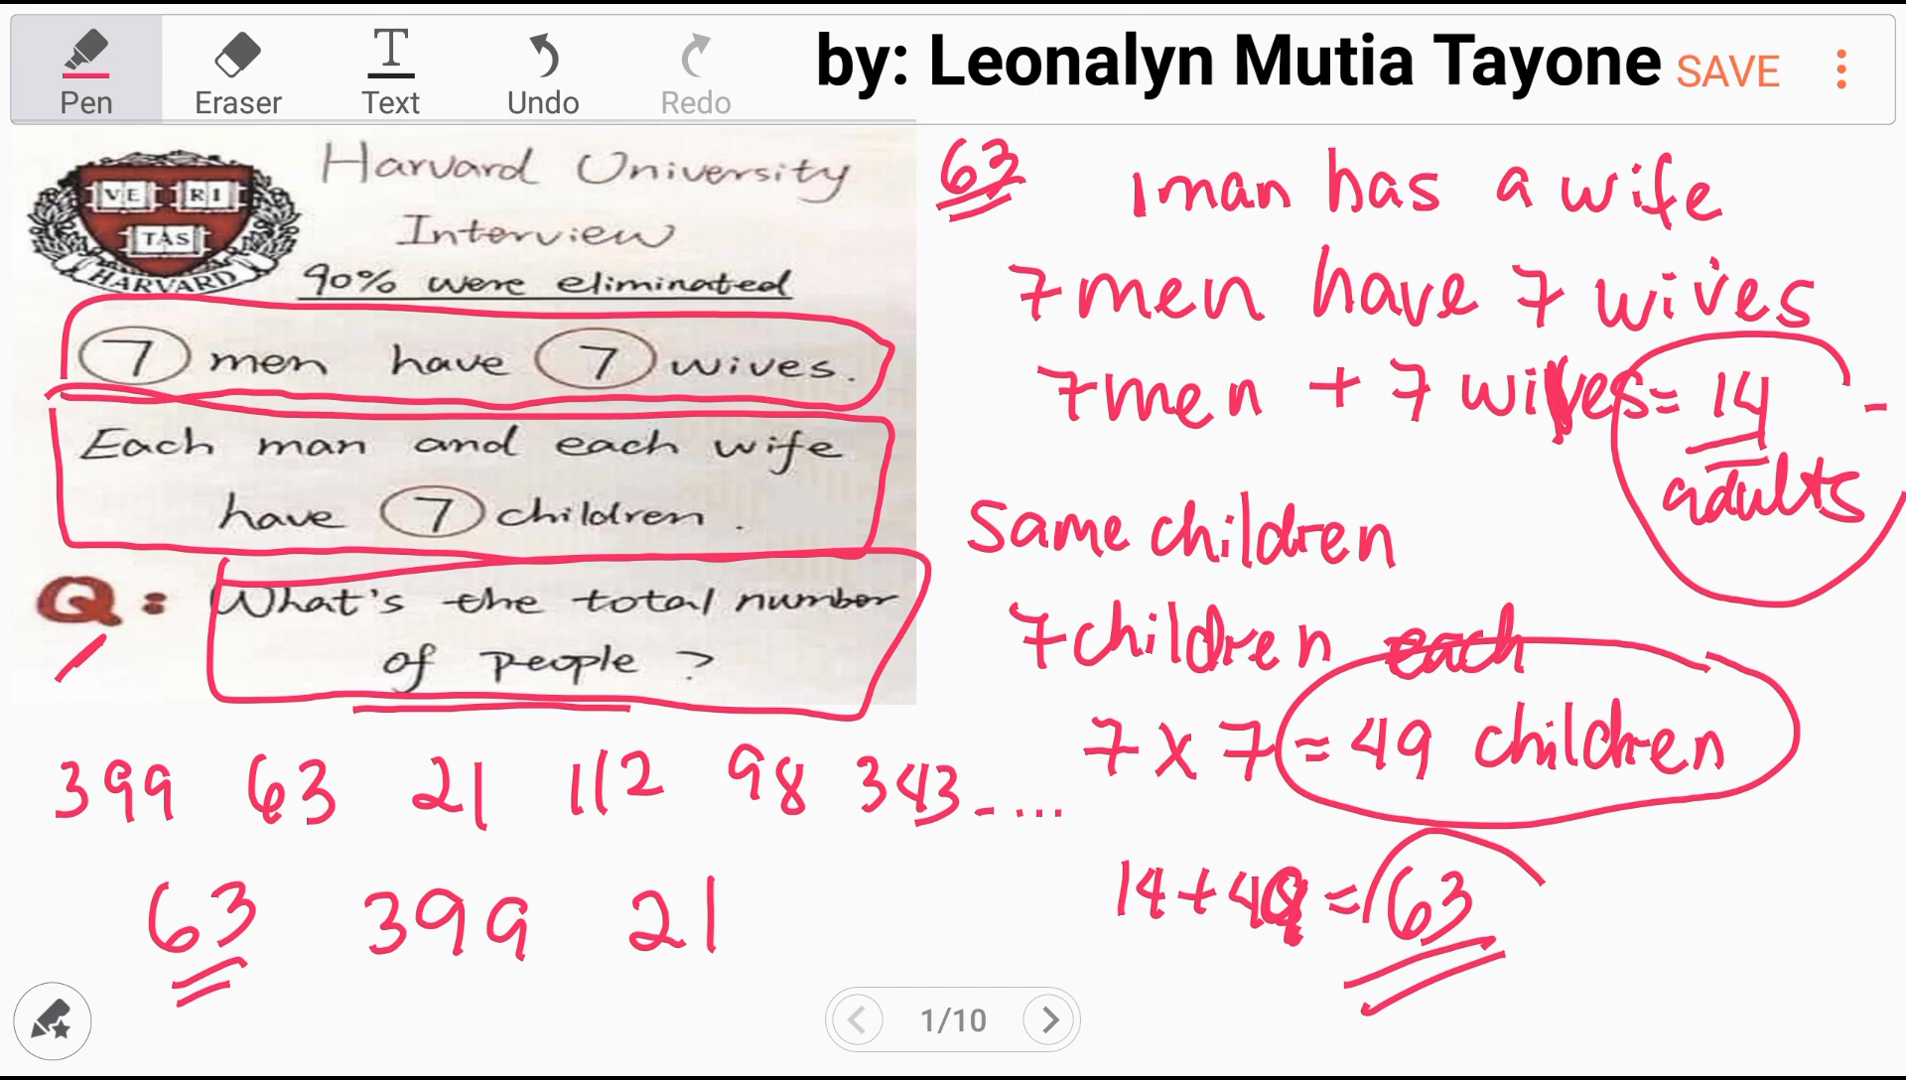 Pen
Eraser
Text
Undo
Redo
by: Leonalyn Mutia Tayone
SAVE
VE RI
TAS
HARVARD
Harvard University
Interview
90% were eliminated
7 men have 7 wives.
Each man and each wife
have 7 children.
Q: What's the total number
of people?
399 63 21 112 98 343-...
63 399 21
63
1 man has a wife
7 men have 7 wives
7 men + 7 wives = 14 -
adults
same children
7 children each
7 x 7 = 49 children
14 + 49 = 63
1/10